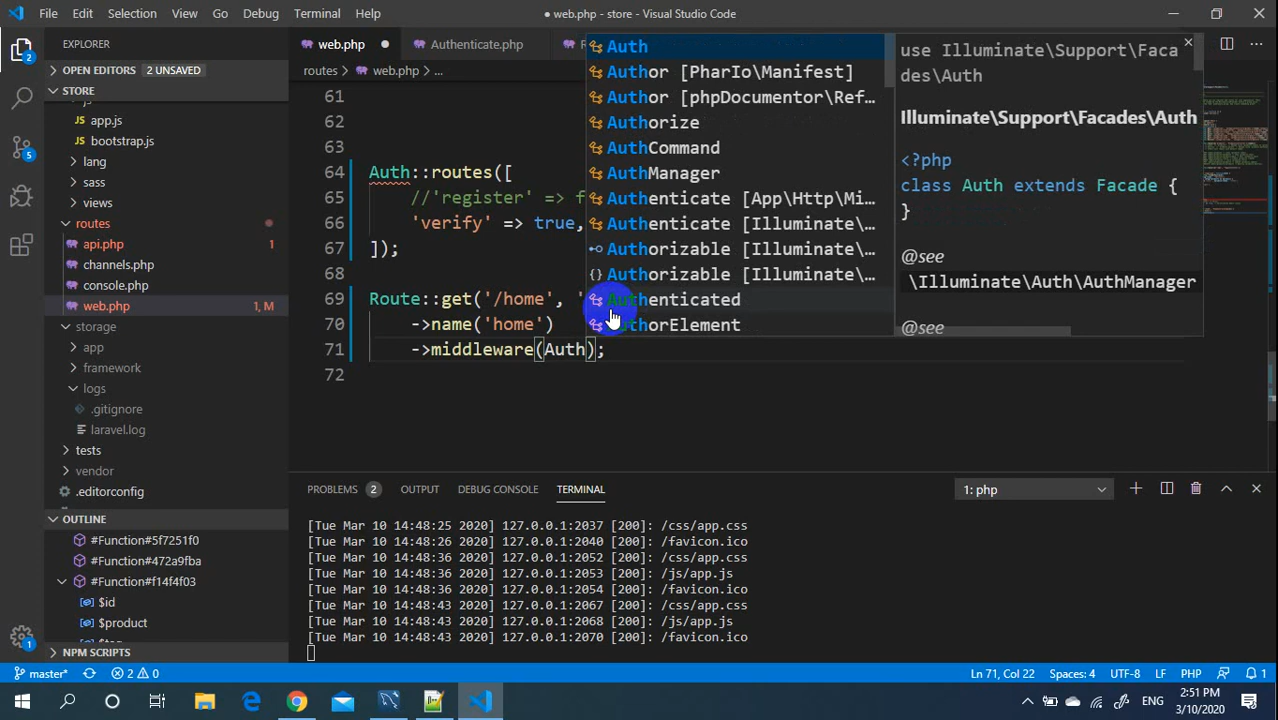 File Edit Selection View Go Debug Terminal Help
● web.php - store - Visual Studio Code
EXPLORER
web.php ●
Authenticate.php
OPEN EDITORS 2 UNSAVED
routes > web.php > ...
STORE
js
app.js
bootstrap.js
lang
sass
views
routes
api.php 1
channels.php
console.php
web.php 1, M
storage
app
framework
logs
.gitignore
laravel.log
tests
vendor
.editorconfig
OUTLINE
#Function#5f7251f0
#Function#472a9fba
#Function#f14f4f03
$id
$product
NPM SCRIPTS
61
62
63
64 Auth::routes([
65 //'register' => f
66 'verify' => true,
67 ]);
68
69 Route::get('/home', '
70 ->name('home')
71 ->middleware(Auth);
72
Auth
Author [PharIo\Manifest]
Author [phpDocumentor\Ref...
Authorize
AuthCommand
AuthManager
Authenticate [App\Http\Mi...
Authenticate [Illuminate\...
Authorizable [Illuminate\...
Authorizable [Illuminate\...
Authenticated
AuthorElement
use Illuminate\Support\Faca
des\Auth
Illuminate\Support\Facades\Auth
<?php
class Auth extends Facade {
}
@see
\Illuminate\Auth\AuthManager
@see
PROBLEMS 2 OUTPUT DEBUG CONSOLE TERMINAL
1: php
[Tue Mar 10 14:48:25 2020] 127.0.0.1:2037 [200]: /css/app.css
[Tue Mar 10 14:48:26 2020] 127.0.0.1:2040 [200]: /favicon.ico
[Tue Mar 10 14:48:36 2020] 127.0.0.1:2052 [200]: /css/app.css
[Tue Mar 10 14:48:36 2020] 127.0.0.1:2053 [200]: /js/app.js
[Tue Mar 10 14:48:36 2020] 127.0.0.1:2054 [200]: /favicon.ico
[Tue Mar 10 14:48:43 2020] 127.0.0.1:2067 [200]: /css/app.css
[Tue Mar 10 14:48:43 2020] 127.0.0.1:2068 [200]: /js/app.js
[Tue Mar 10 14:48:43 2020] 127.0.0.1:2070 [200]: /favicon.ico
2
5
1
master* 2 0
Ln 71, Col 22 Spaces: 4 UTF-8 LF PHP 1
ENG
2:51 PM
3/10/2020